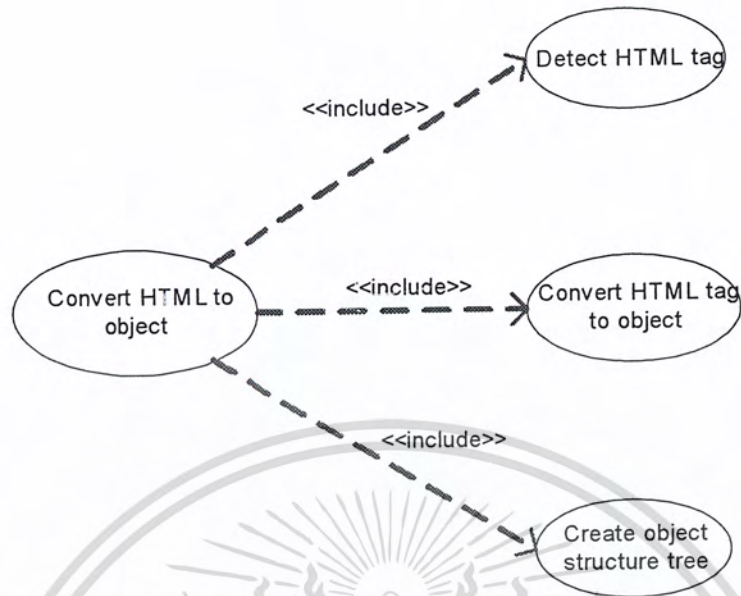 Detect HTML tag
<<include>>
Convert HTML to
object
<<include>>
Convert HTML tag
to object
<<include>>
Create object
structure tree